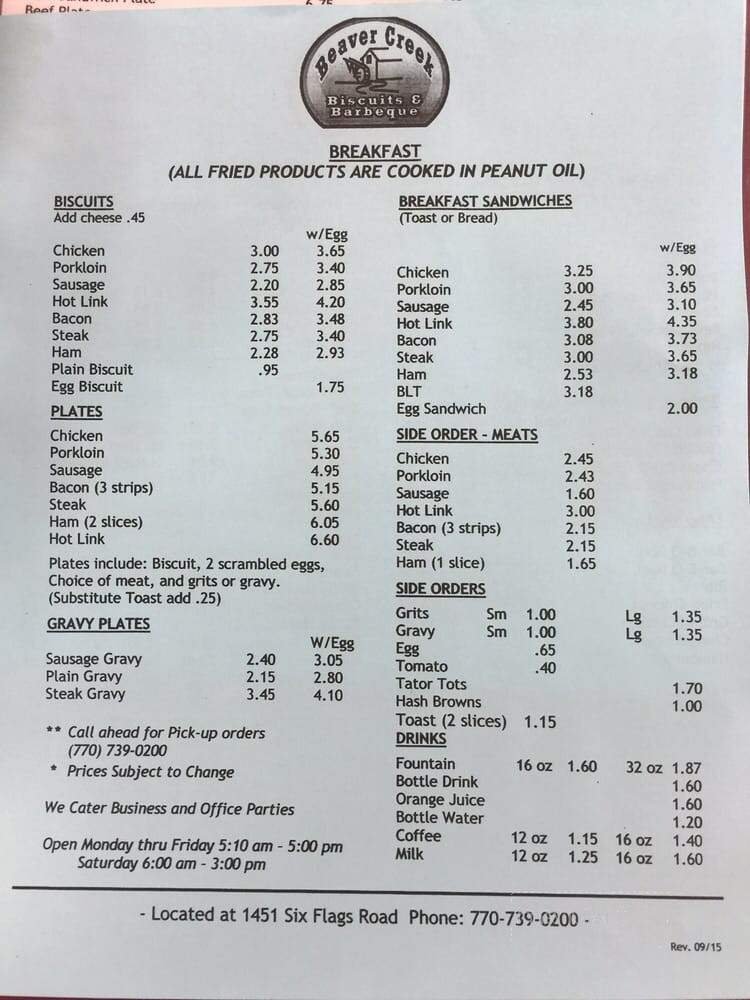 Beef Plate
Beaver Creek
Biscuits &
Barbeque
BREAKFAST
(ALL FRIED PRODUCTS ARE COOKED IN PEANUT OIL)
BISCUITS
Add cheese .45
w/Egg
Chicken 3.00 3.65
Porkloin 2.75 3.40
Sausage 2.20 2.85
Hot Link 3.55 4.20
Bacon 2.83 3.48
Steak 2.75 3.40
Ham 2.28 2.93
Plain Biscuit .95
Egg Biscuit 1.75
PLATES
Chicken 5.65
Porkloin 5.30
Sausage 4.95
Bacon (3 strips) 5.15
Steak 5.60
Ham (2 slices) 6.05
Hot Link 6.60
Plates include: Biscuit, 2 scrambled eggs,
Choice of meat, and grits or gravy.
(Substitute Toast add .25)
GRAVY PLATES
W/Egg
Sausage Gravy 2.40 3.05
Plain Gravy 2.15 2.80
Steak Gravy 3.45 4.10
** Call ahead for Pick-up orders
(770) 739-0200
* Prices Subject to Change
We Cater Business and Office Parties
Open Monday thru Friday 5:10 am - 5:00 pm
Saturday 6:00 am - 3:00 pm
BREAKFAST SANDWICHES
(Toast or Bread)
w/Egg
Chicken 3.25 3.90
Porkloin 3.00 3.65
Sausage 2.45 3.10
Hot Link 3.80 4.35
Bacon 3.08 3.73
Steak 3.00 3.65
Ham 2.53 3.18
BLT 3.18
Egg Sandwich 2.00
SIDE ORDER - MEATS
Chicken 2.45
Porkloin 2.43
Sausage 1.60
Hot Link 3.00
Bacon (3 strips) 2.15
Steak 2.15
Ham (1 slice) 1.65
SIDE ORDERS
Grits Sm 1.00 Lg 1.35
Gravy Sm 1.00 Lg 1.35
Egg .65
Tomato .40
Tator Tots 1.70
Hash Browns 1.00
Toast (2 slices) 1.15
DRINKS
Fountain 16 oz 1.60 32 oz 1.87
Bottle Drink 1.60
Orange Juice 1.60
Bottle Water 1.20
Coffee 12 oz 1.15 16 oz 1.40
Milk 12 oz 1.25 16 oz 1.60
- Located at 1451 Six Flags Road Phone: 770-739-0200 -
Rev. 09/15